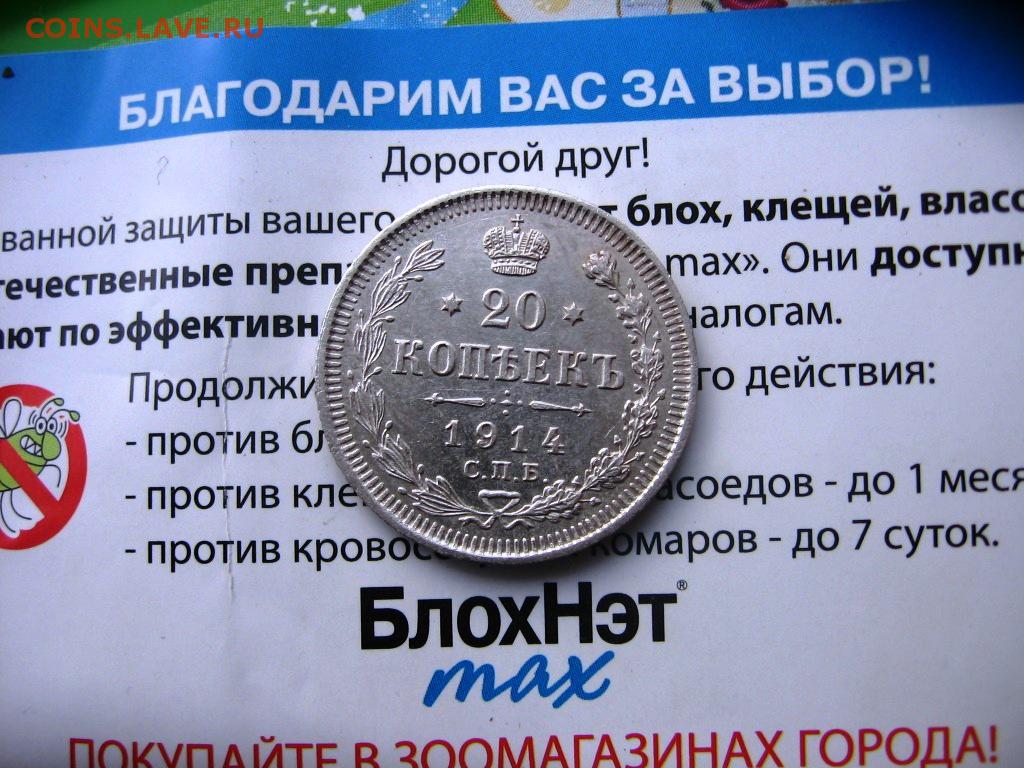 COINS.LAVE.RU
БЛАГОДАРИМ ВАС ЗА ВЫБОР!
Дорогой друг!
ванной защиты вашего блох, клещей, власо
течественные преп max». Они доступн
ают по эффективн налогам.
Продолжи го действия:
- против бл
- против кле асоедов - до 1 меся
- против кровос комаров - до 7 суток.
20
КОПѢЕКЪ
1914
С.П.Б.
БлохНэт®
max
ПОКУПАЙТЕ В ЗООМАГАЗИНАХ ГОРОДА!